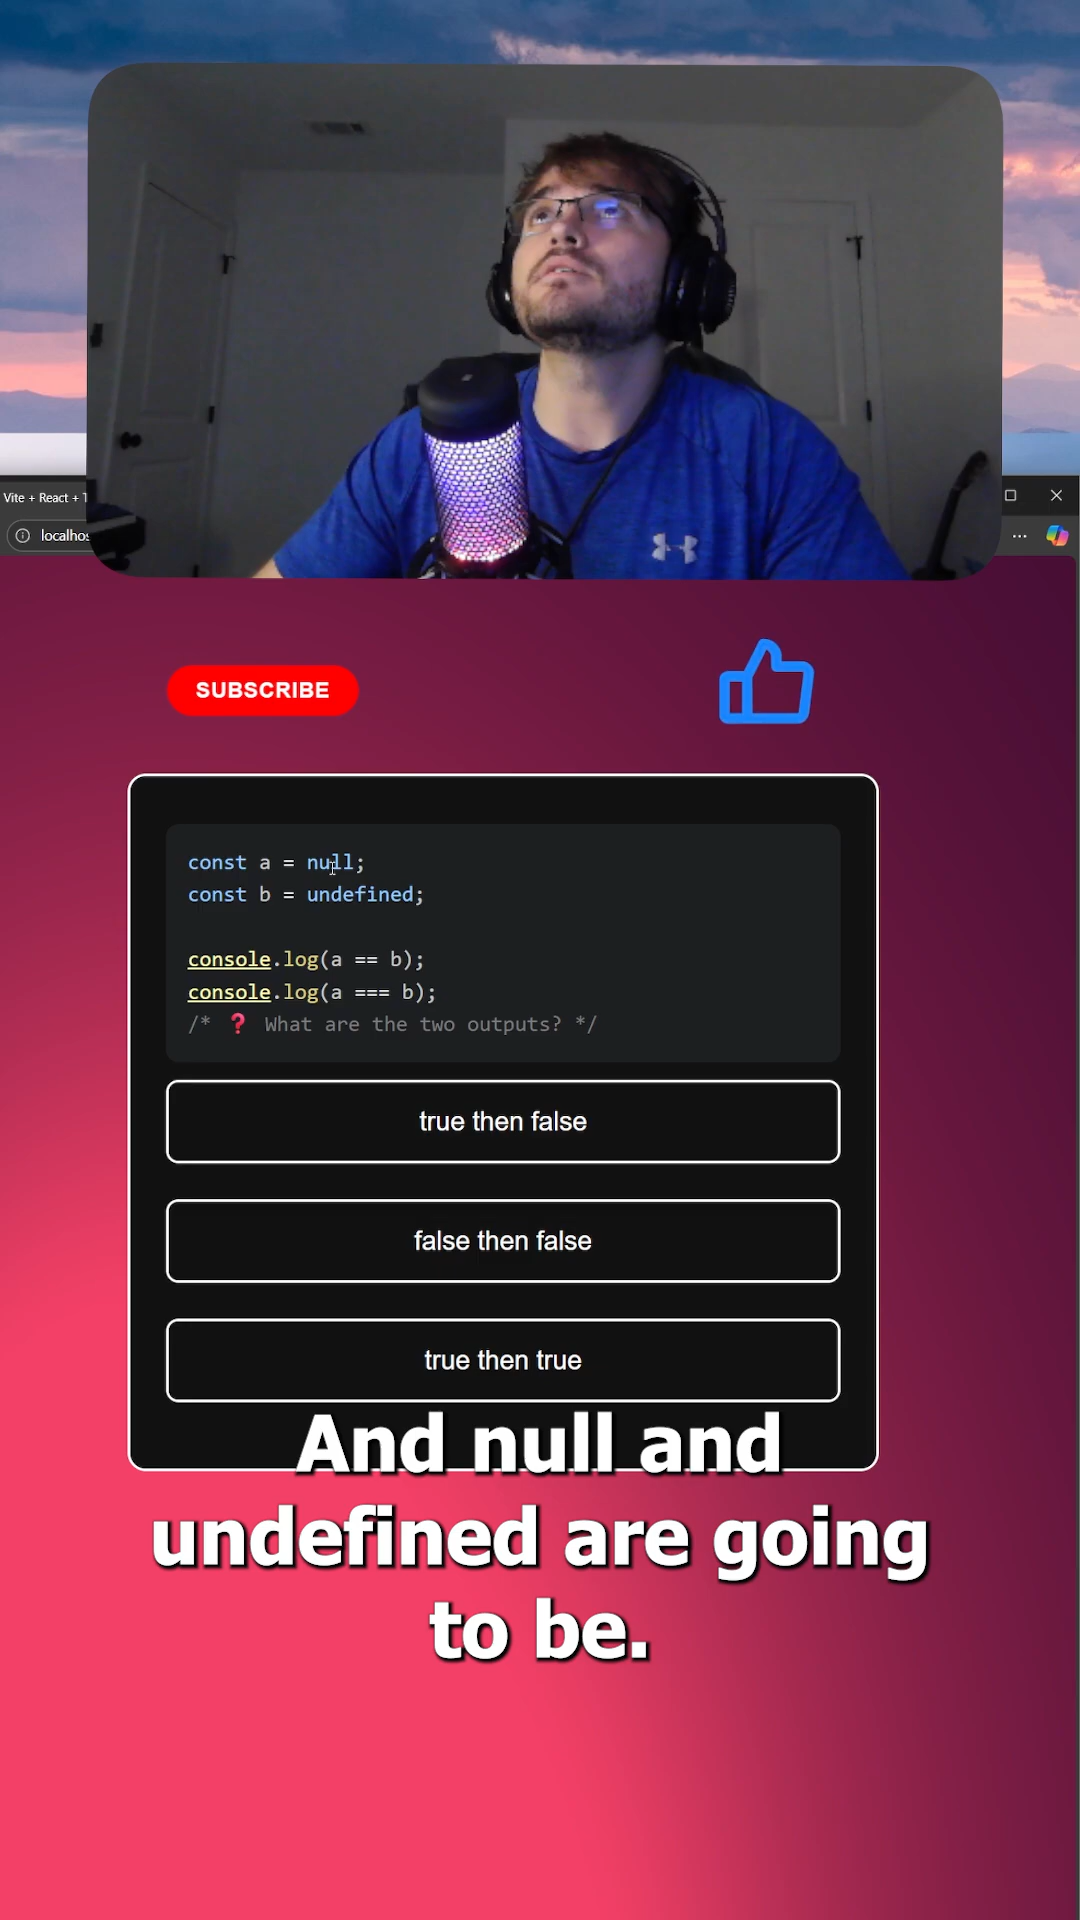 Vite + React + T
localhos
SUBSCRIBE
const a = null;
const b = undefined;
console.log(a == b);
console.log(a === b);
/* ❓ What are the two outputs? */
true then false
false then false
true then true
And null and
undefined are going
to be.